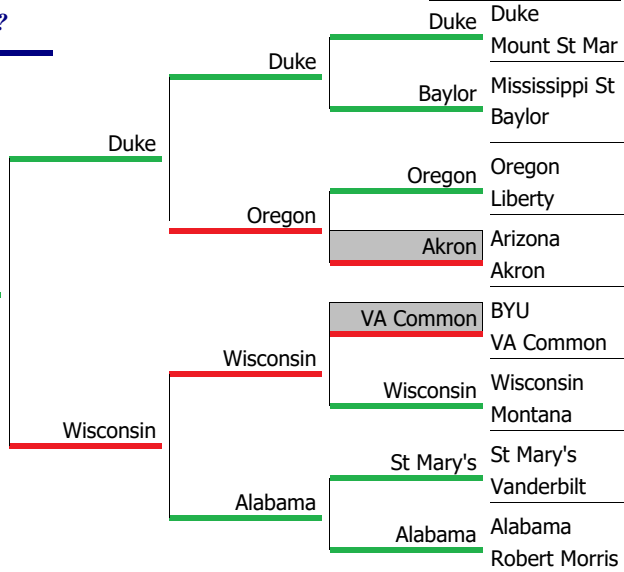 ?
Duke
Duke
Mount St Mar
Duke
Baylor
Mississippi St
Baylor
Duke
Oregon
Oregon
Liberty
Oregon
Akron
Arizona
Akron
VA Common
BYU
VA Common
Wisconsin
Wisconsin
Wisconsin
Montana
Wisconsin
St Mary's
St Mary's
Vanderbilt
Alabama
Alabama
Alabama
Robert Morris